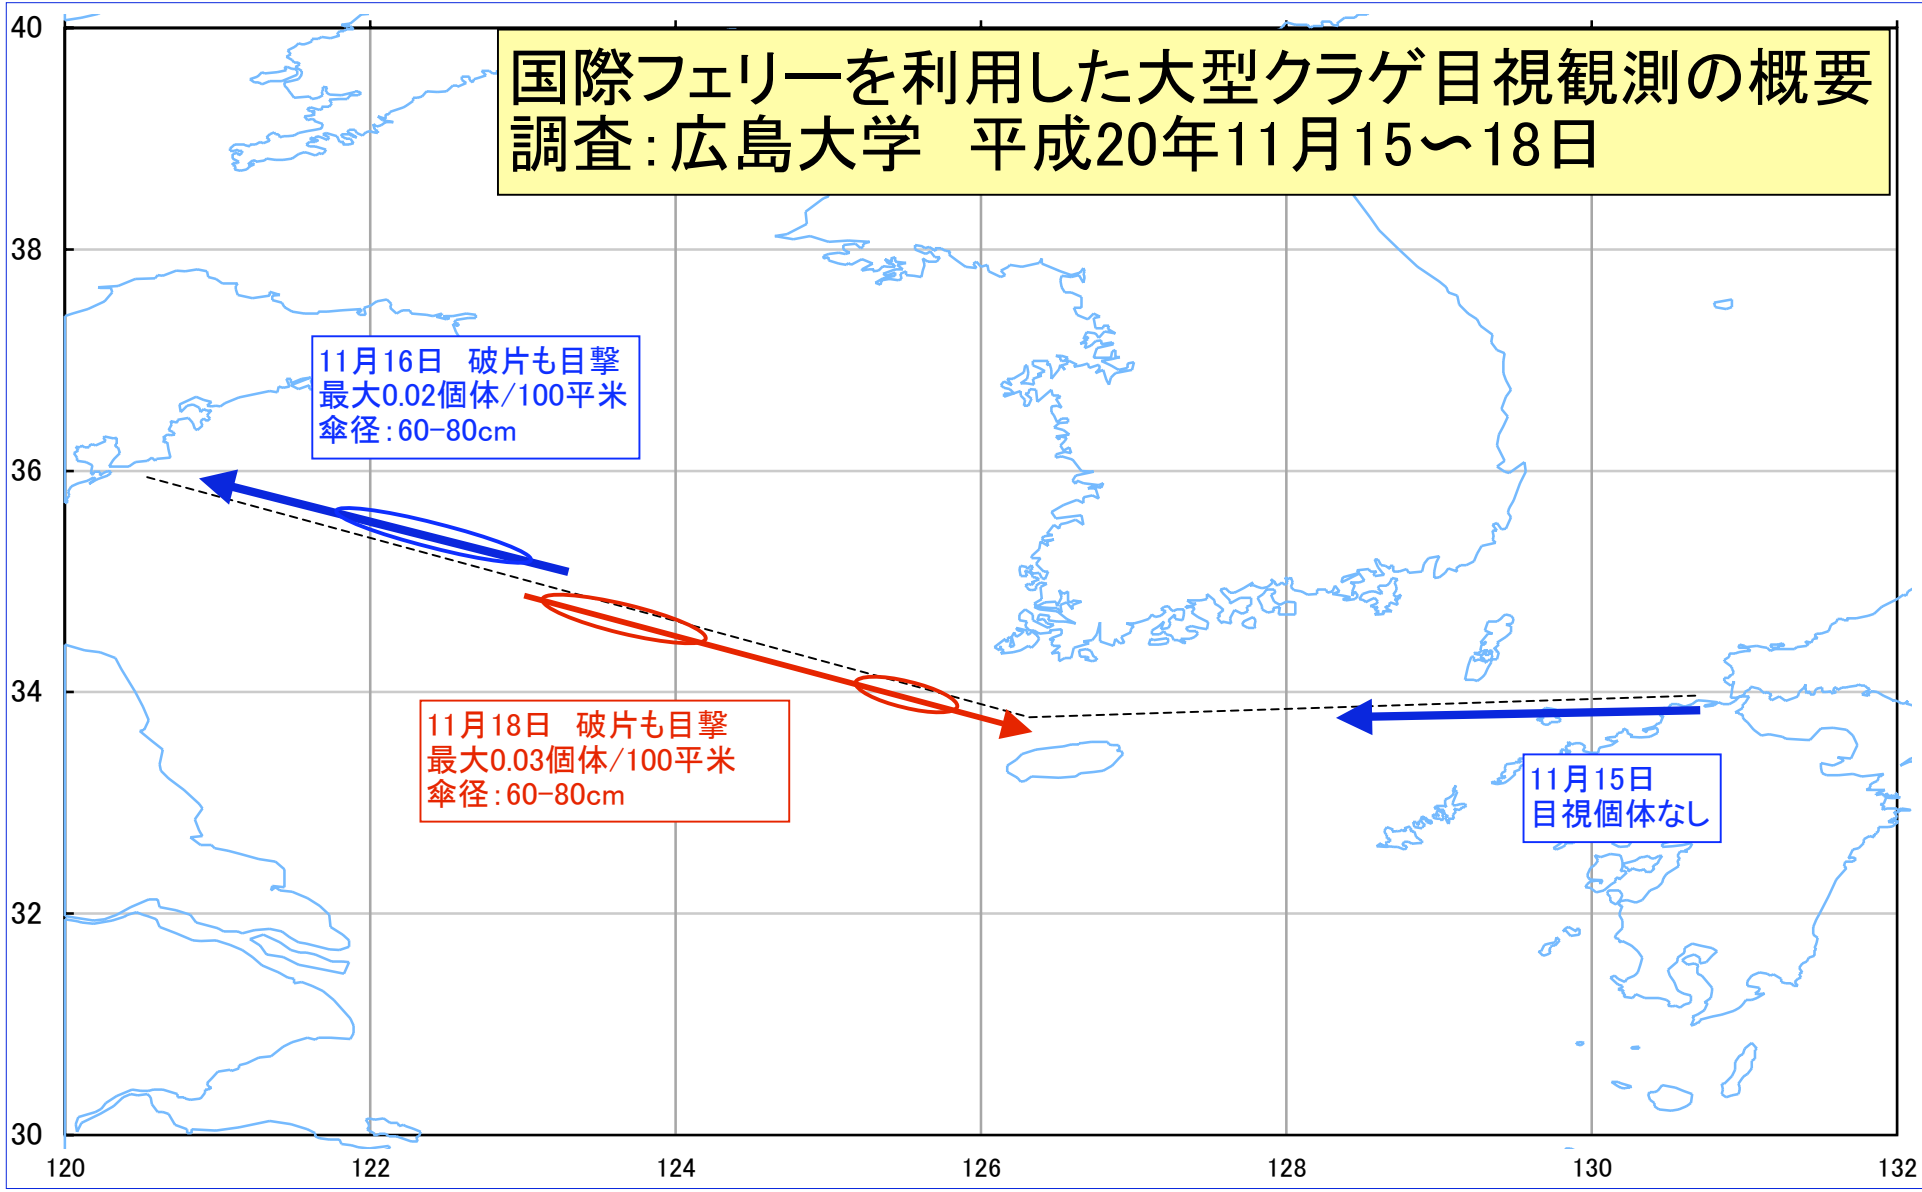 国際フェリーを利用した大型クラゲ目視観測の概要
調査：広島大学　平成20年11月15～18日
40
38
36
34
32
30
11月16日　破片も目撃
最大0.02個体/100平米
傘径：60-80cm
11月18日　破片も目撃
最大0.03個体/100平米
傘径：60-80cm
11月15日
目視個体なし
120
122
124
126
128
130
132